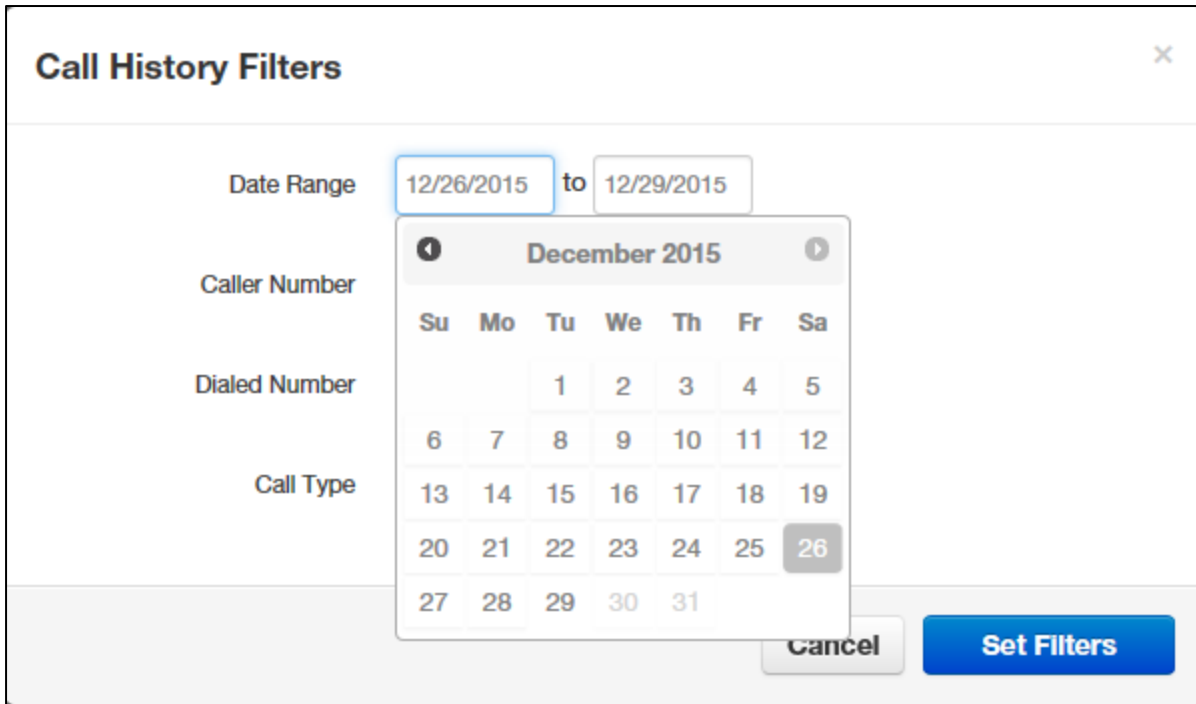 Call History Filters ×
Date Range 12/26/2015 to 12/29/2015
December 2015
Caller Number
Su Mo Tu We Th Fr Sa
Dialed Number 1 2 3 4 5
6 7 8 9 10 11 12
Call Type 13 14 15 16 17 18 19
20 21 22 23 24 25 26
27 28 29 30 31
Cancel Set Filters